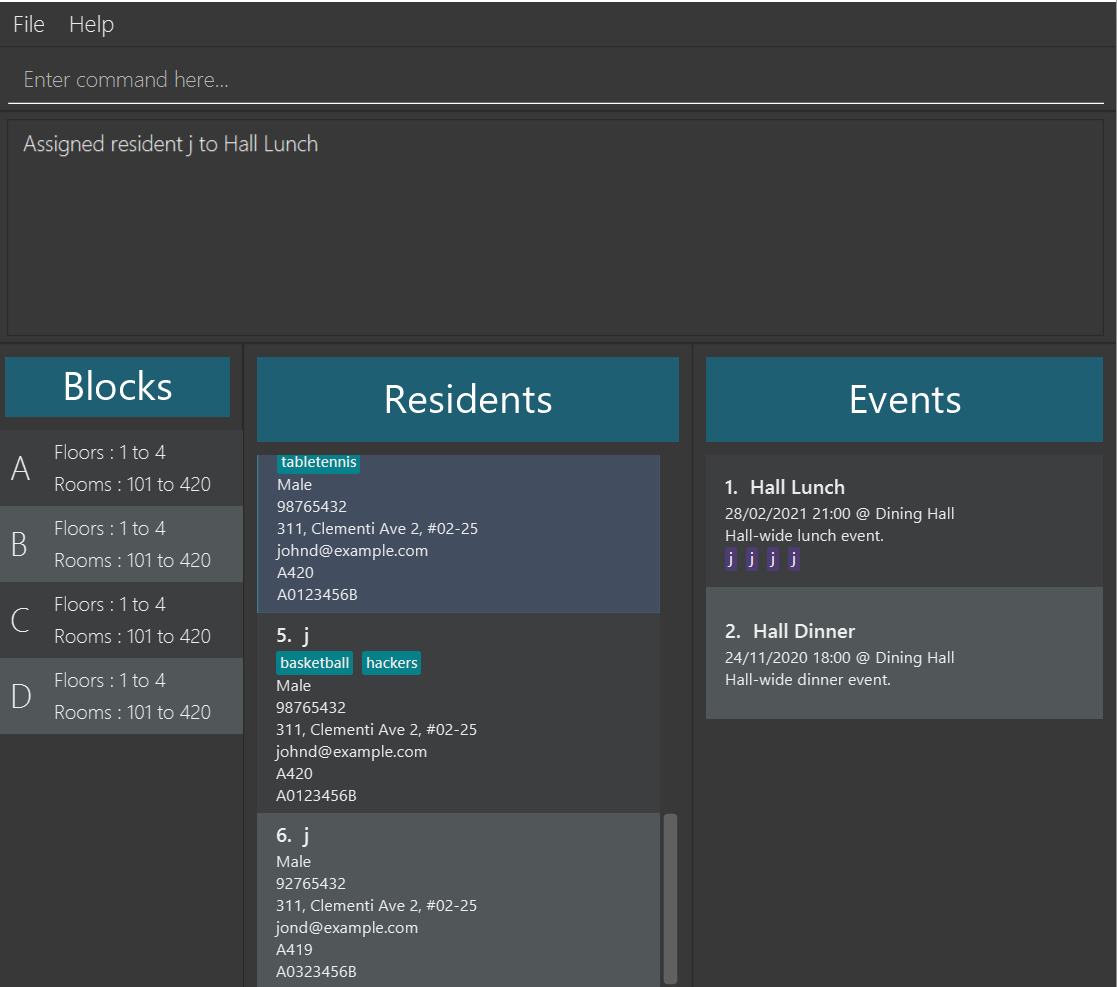 File Help
Enter command here...
Assigned resident j to Hall Lunch
Blocks
A
Floors : 1 to 4
Rooms : 101 to 420
B
Floors : 1 to 4
Rooms : 101 to 420
C
Floors : 1 to 4
Rooms : 101 to 420
D
Floors : 1 to 4
Rooms : 101 to 420
Residents
tabletennis
Male
98765432
311, Clementi Ave 2, #02-25
johnd@example.com
A420
A0123456B
5. j
basketball hackers
Male
98765432
311, Clementi Ave 2, #02-25
johnd@example.com
A420
A0123456B
6. j
Male
92765432
311, Clementi Ave 2, #02-25
jond@example.com
A419
A0323456B
Events
1. Hall Lunch
28/02/2021 21:00 @ Dining Hall
Hall-wide lunch event.
j j j j
2. Hall Dinner
24/11/2020 18:00 @ Dining Hall
Hall-wide dinner event.